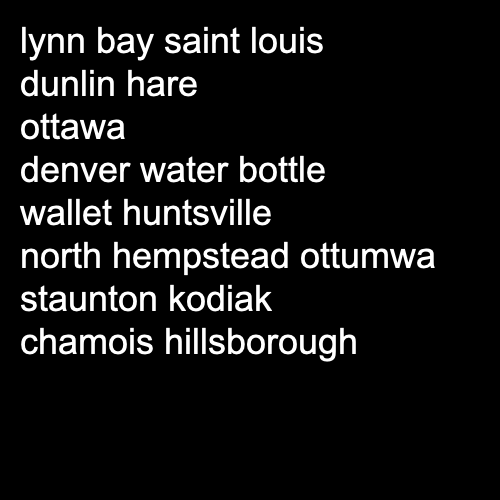 lynn bay saint louis
dunlin hare
ottawa
denver water bottle
wallet huntsville
north hempstead ottumwa
staunton kodiak
chamois hillsborough